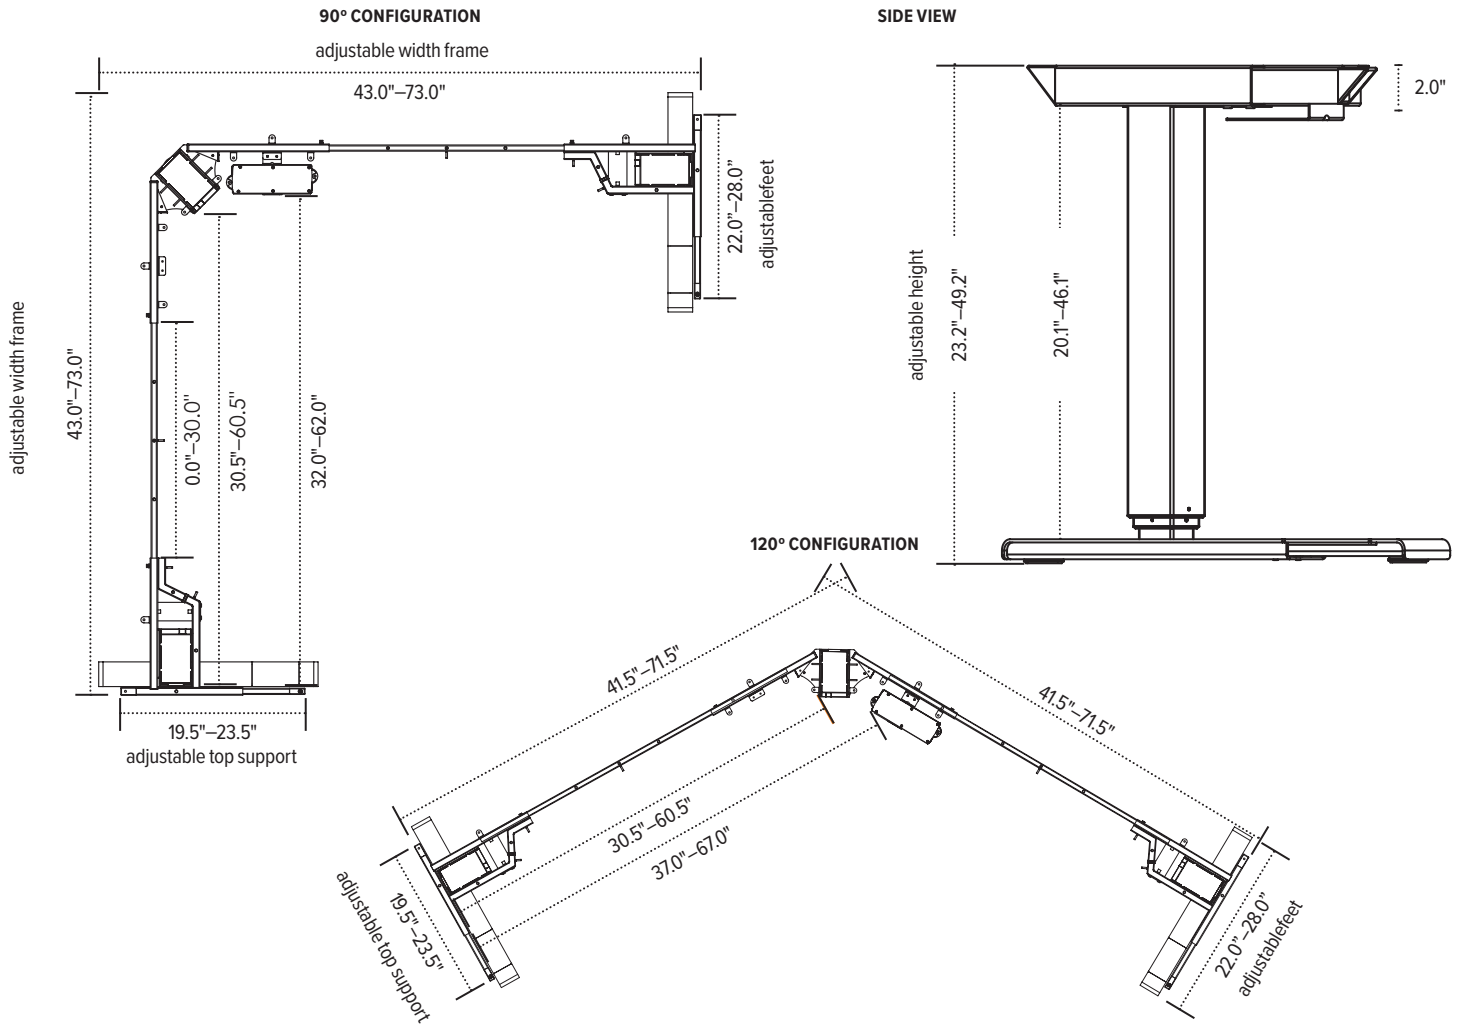 90º CONFIGURATION
adjustable width frame
43.0"–73.0"
22.0"–28.0"
adjustablefeet
adjustable width frame
43.0"–73.0"
0.0"–30.0"
30.5"–60.5"
32.0"–62.0"
19.5"–23.5"
adjustable top support
SIDE VIEW
2.0"
adjustable height
23.2"–49.2"
20.1"–46.1"
120º CONFIGURATION
41.5"–71.5"
41.5"–71.5"
30.5"–60.5"
37.0"–67.0"
19.5"–23.5"
adjustable top support
22.0"–28.0"
adjustablefeet